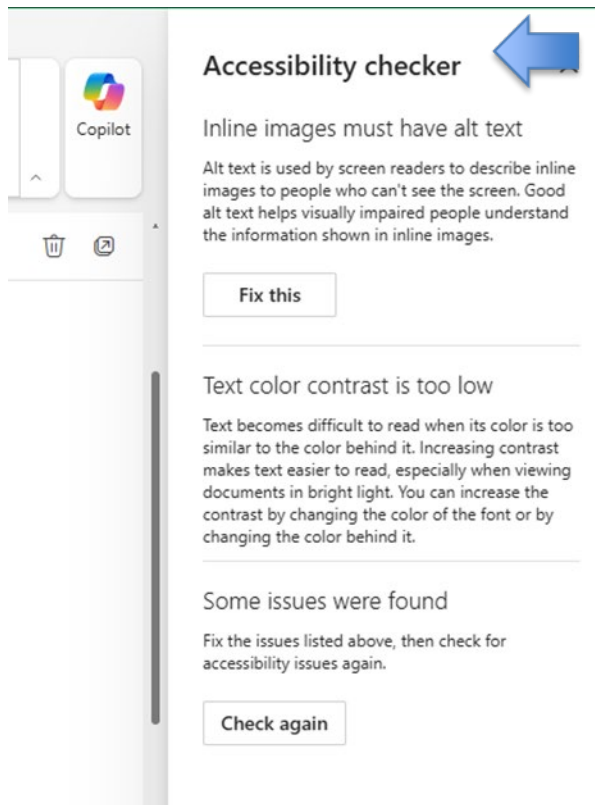 Accessibility checker
Copilot
Inline images must have alt text
Alt text is used by screen readers to describe inline
images to people who can't see the screen. Good
alt text helps visually impaired people understand
the information shown in inline images.
Fix this
Text color contrast is too low
Text becomes difficult to read when its color is too
similar to the color behind it. Increasing contrast
makes text easier to read, especially when viewing
documents in bright light. You can increase the
contrast by changing the color of the font or by
changing the color behind it.
Some issues were found
Fix the issues listed above, then check for
accessibility issues again.
Check again